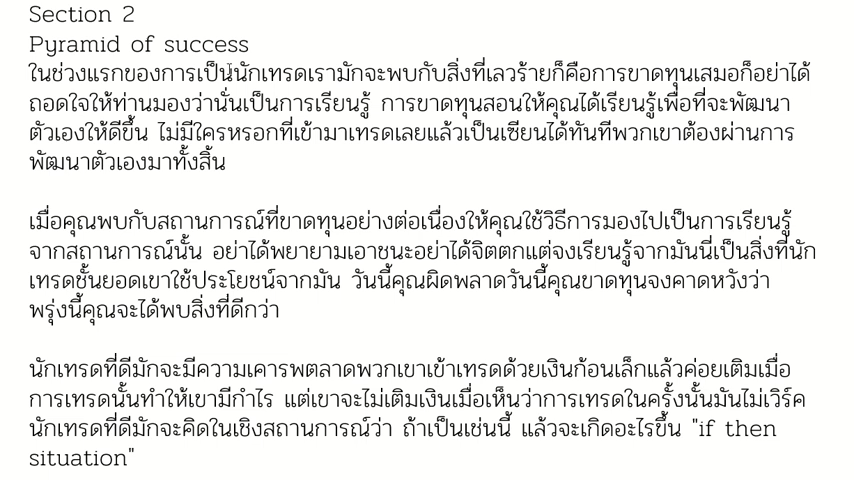 Section 2
Pyramid of success
ในช่วงแรกของการเป็นนักเทรดเรามักจะพบกับสิ่งที่เลวร้ายก็คือการขาดทุนเสมอก็อย่าได้
ถอดใจให้ท่านมองว่านั่นเป็นการเรียนรู้ การขาดทุนสอนให้คุณได้เรียนรู้เพื่อที่จะพัฒนา
ตัวเองให้ดีขึ้น ไม่มีใครหรอกที่เข้ามาเทรดเลยแล้วเป็นเซียนได้ทันทีพวกเขาต้องผ่านการ
พัฒนาตัวเองมาทั้งสิ้น
เมื่อคุณพบกับสถานการณ์ที่ขาดทุนอย่างต่อเนื่องให้คุณใช้วิธีการมองไปเป็นการเรียนรู้
จากสถานการณ์นั้น อย่าได้พยายามเอาชนะอย่าได้จิตตกแต่จงเรียนรู้จากมันนี่เป็นสิ่งที่นัก
เทรดชั้นยอดเขาใช้ประโยชน์จากมัน วันนี้คุณผิดพลาดวันนี้คุณขาดทุนจงคาดหวังว่า
พรุ่งนี้คุณจะได้พบสิ่งที่ดีกว่า
นักเทรดที่ดีมักจะมีความเคารพตลาดพวกเขาเข้าเทรดด้วยเงินก้อนเล็กแล้วค่อยเติมเมื่อ
การเทรดนั้นทำให้เขามีกำไร แต่เขาจะไม่เติมเงินเมื่อเห็นว่าการเทรดในครั้งนั้นมันไม่เวิร์ค
นักเทรดที่ดีมักจะคิดในเชิงสถานการณ์ว่า ถ้าเป็นเช่นนี้ แล้วจะเกิดอะไรขึ้น "if then
situation"